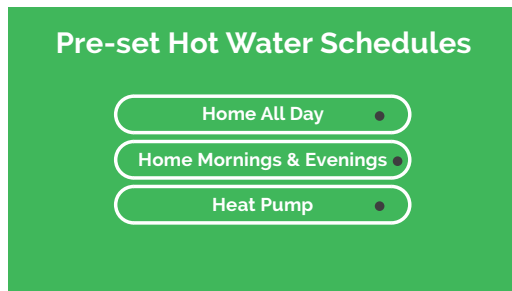 Pre-set Hot Water Schedules
Home All Day
Home Mornings & Evenings
Heat Pump